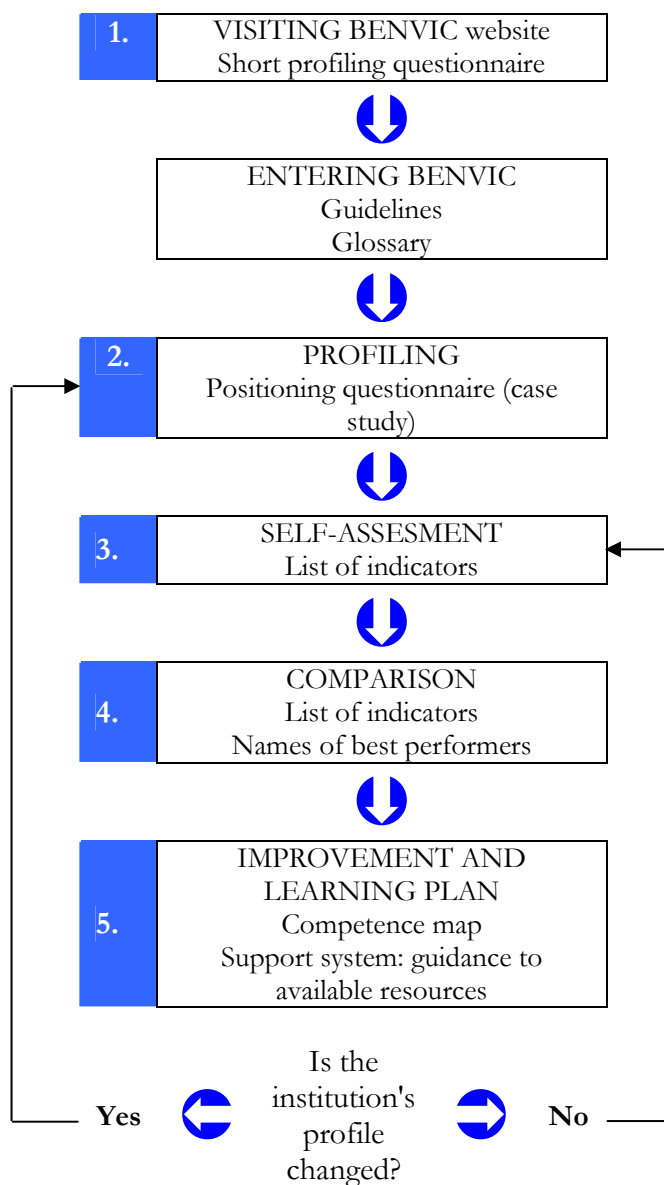 1.
VISITING BENVIC website
Short profiling questionnaire
ENTERING BENVIC
Guidelines
Glossary
2.
PROFILING
Positioning questionnaire (case
study)
3.
SELF-ASSESMENT
List of indicators
4.
COMPARISON
List of indicators
Names of best performers
5.
IMPROVEMENT AND
LEARNING PLAN
Competence map
Support system: guidance to
available resources
Yes
Is the
institution's
profile
changed?
No